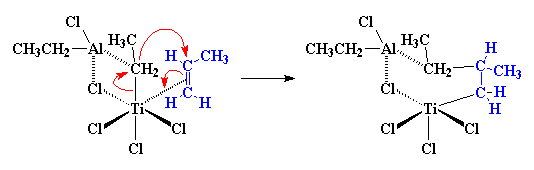 Cl Cl
H3C H CH3 H3C H
CH3CH2 Al CH3CH2 Al
CH2 C CH2 C CH3
Cl C Cl C H
H H H
Ti Ti
Cl Cl Cl Cl
Cl Cl